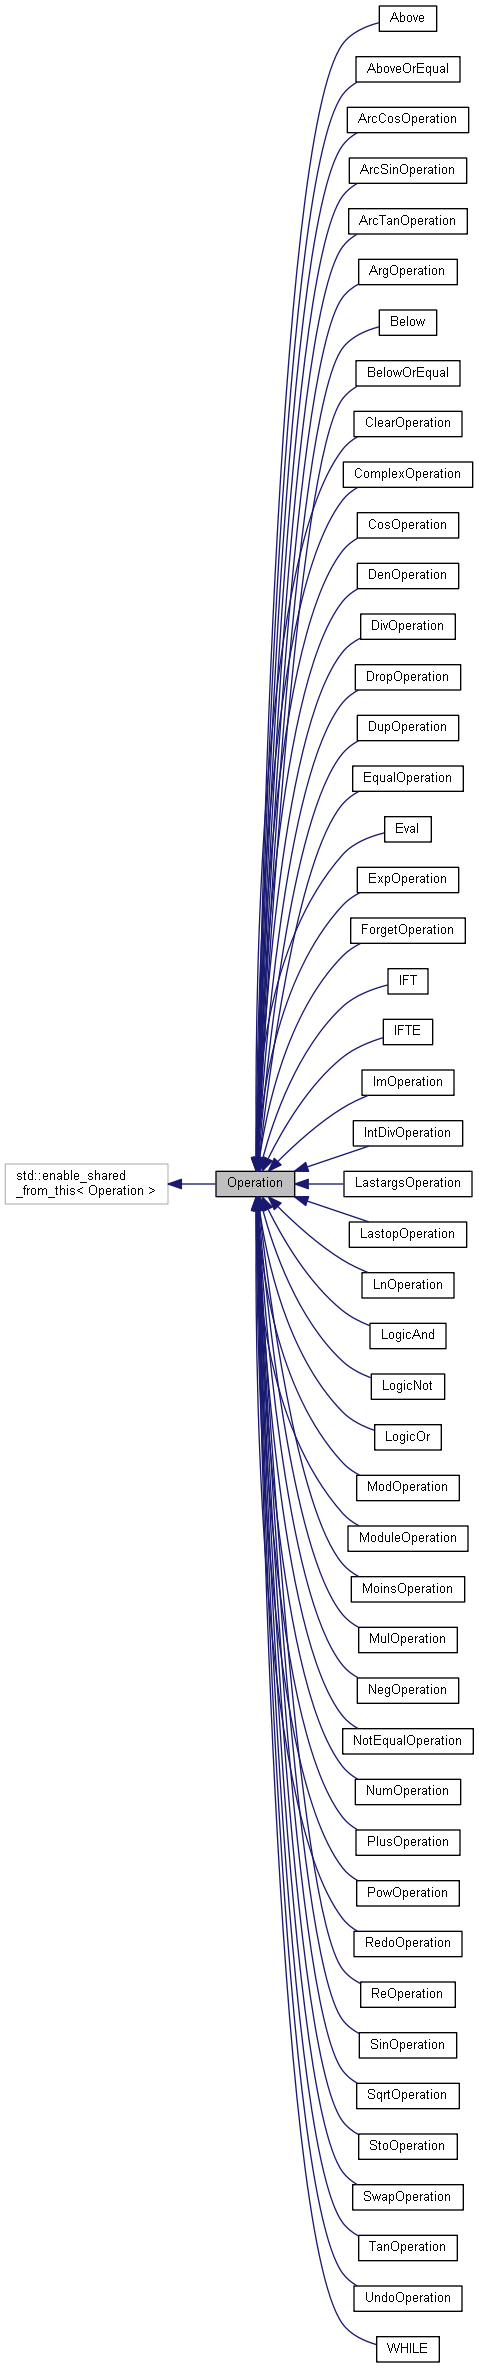 Above
AboveOrEqual
ArcCosOperation
ArcSinOperation
ArcTanOperation
ArgOperation
Below
BelowOrEqual
ClearOperation
ComplexOperation
CosOperation
DenOperation
DivOperation
DropOperation
DupOperation
EqualOperation
Eval
ExpOperation
ForgetOperation
IFT
IFTE
ImOperation
IntDivOperation
std::enable_shared
_from_this< Operation >
Operation
LastargsOperation
LastopOperation
LnOperation
LogicAnd
LogicNot
LogicOr
ModOperation
ModuleOperation
MoinsOperation
MulOperation
NegOperation
NotEqualOperation
NumOperation
PlusOperation
PowOperation
RedoOperation
ReOperation
SinOperation
SqrtOperation
StoOperation
SwapOperation
TanOperation
UndoOperation
WHILE